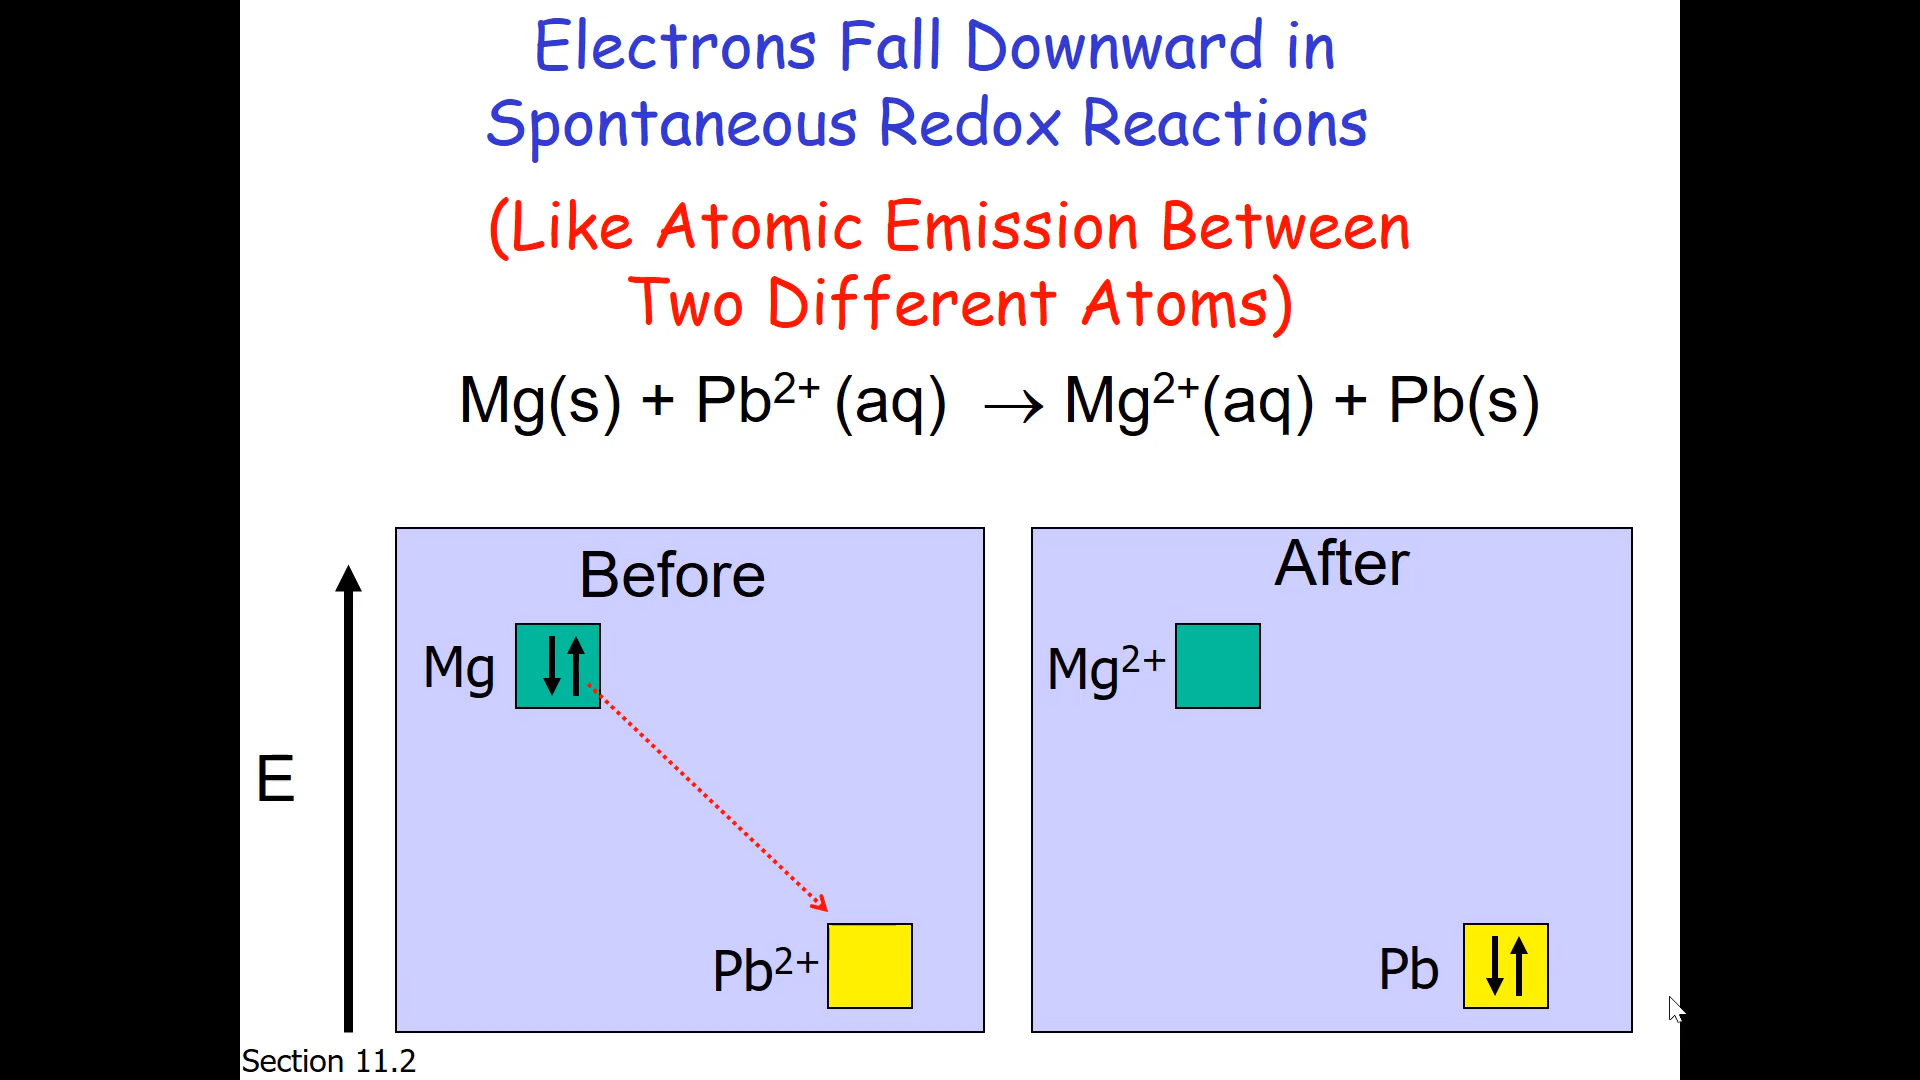 Electrons Fall Downward in
Spontaneous Redox Reactions
(Like Atomic Emission Between
Two Different Atoms)
Mg(s) + Pb²⁺ (aq) → Mg²⁺(aq) + Pb(s)
Before
After
Mg
Mg²⁺
E
Pb²⁺
Pb
Section 11.2